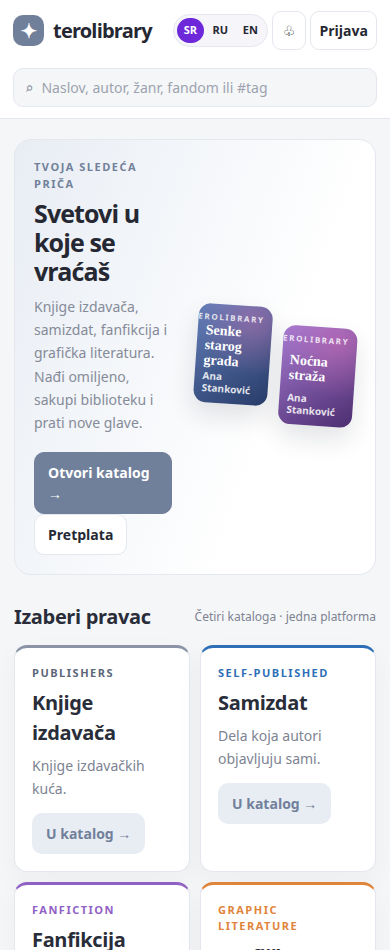 terolibrary
SR RU EN
Prijava
Naslov, autor, žanr, fandom ili #tag
TVOJA SLEDEĆA
PRIČA
Svetovi u
koje se
vraćaš
Knjige izdavača,
samizdat, fanfikcija i
grafička literatura.
Nađi omiljeno,
sakupi biblioteku i
prati nove glave.
Otvori katalog
→
Pretplata
EROLIBRARY
Senke
starog
grada
Ana
Stanković
EROLIBRARY
Noćna
straža
Ana
Stanković
Izaberi pravac
Četiri kataloga · jedna platforma
PUBLISHERS
Knjige
izdavača
Knjige izdavačkih
kuća.
U katalog →
SELF-PUBLISHED
Samizdat
Dela koja autori
objavljuju sami.
U katalog →
FANFICTION
Fanfikcija
GRAPHIC
LITERATURE